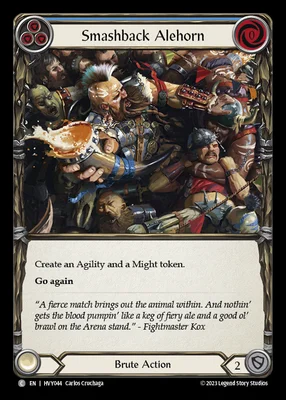 Smashback Alehorn
0
Create an Agility and a Might token.
Go again
"A fierce match brings out the animal within. And nothin'
gets the blood pumpin' like a keg of fiery ale and a good ol'
brawl on the Arena stand." - Fightmaster Kox
Brute Action
2
C EN | HVY044 Carlos Cruchaga
© 2023 Legend Story Studios